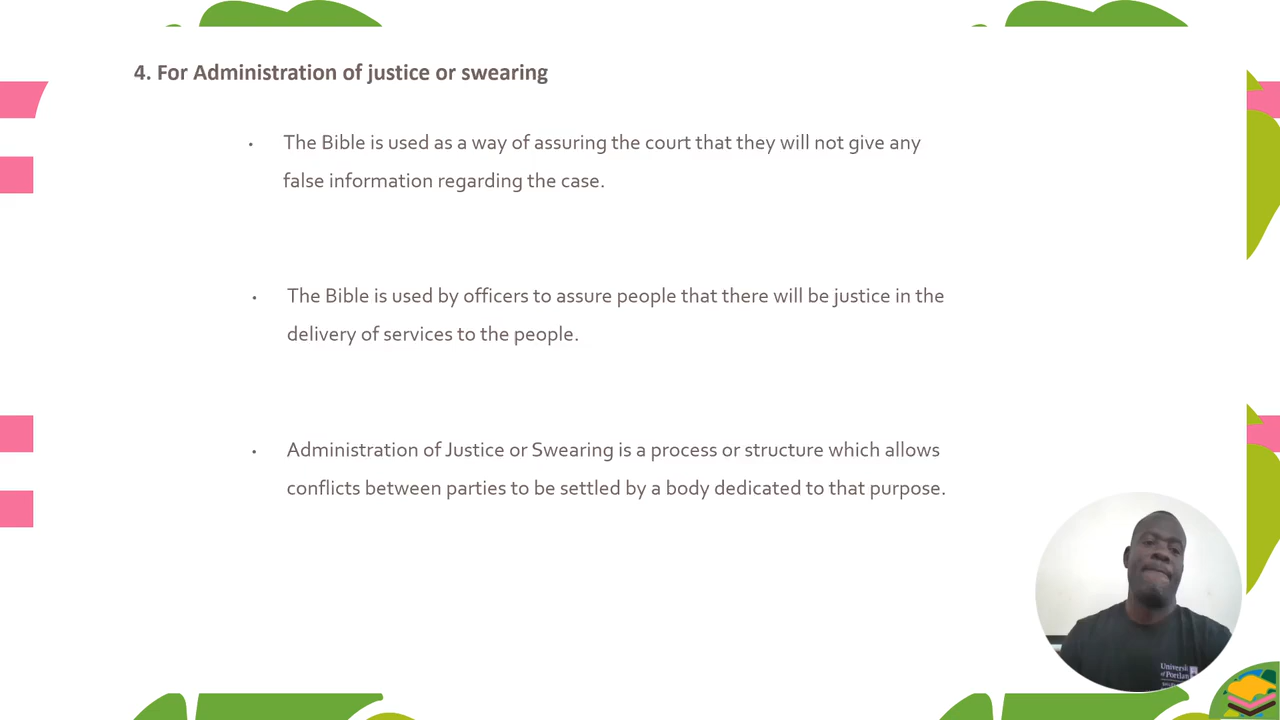 4. For Administration of justice or swearing
• The Bible is used as a way of assuring the court that they will not give any
false information regarding the case.
• The Bible is used by officers to assure people that there will be justice in the
delivery of services to the people.
• Administration of Justice or Swearing is a process or structure which allows
conflicts between parties to be settled by a body dedicated to that purpose.